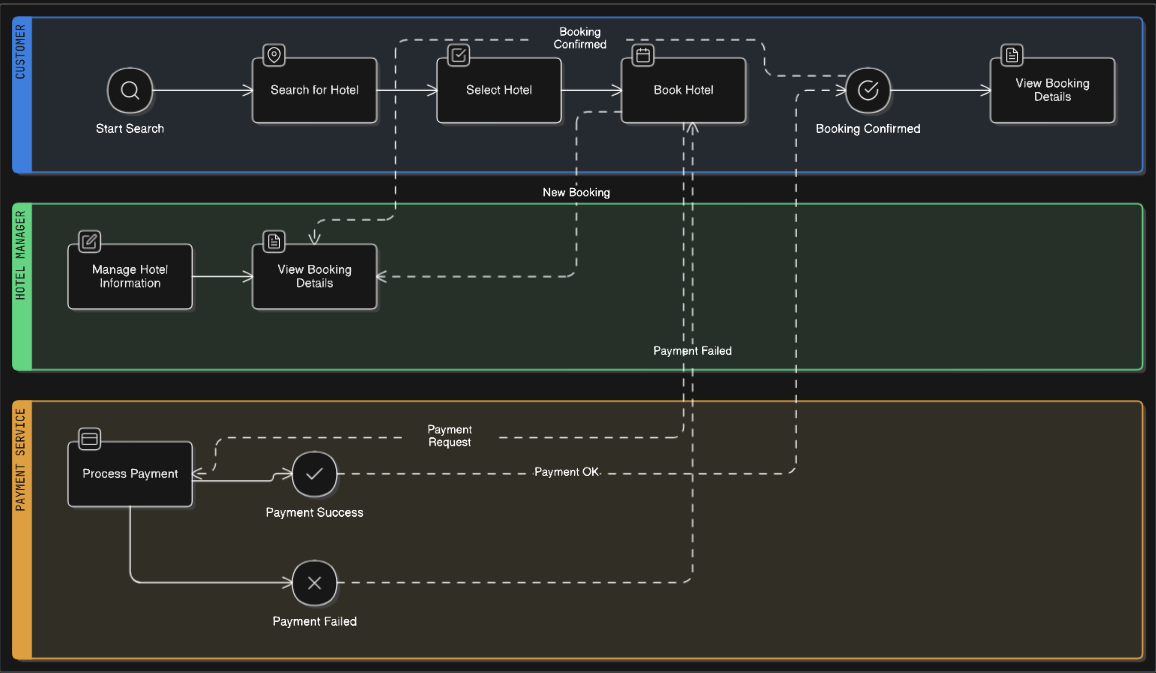 CUSTOMER
Booking
Confirmed
Search for Hotel
Select Hotel
Book Hotel
View Booking
Details
Start Search
Booking Confirmed
New Booking
HOTEL MANAGER
Manage Hotel
Information
View Booking
Details
Payment Failed
PAYMENT SERVICE
Payment
Request
Process Payment
Payment OK
Payment Success
Payment Failed